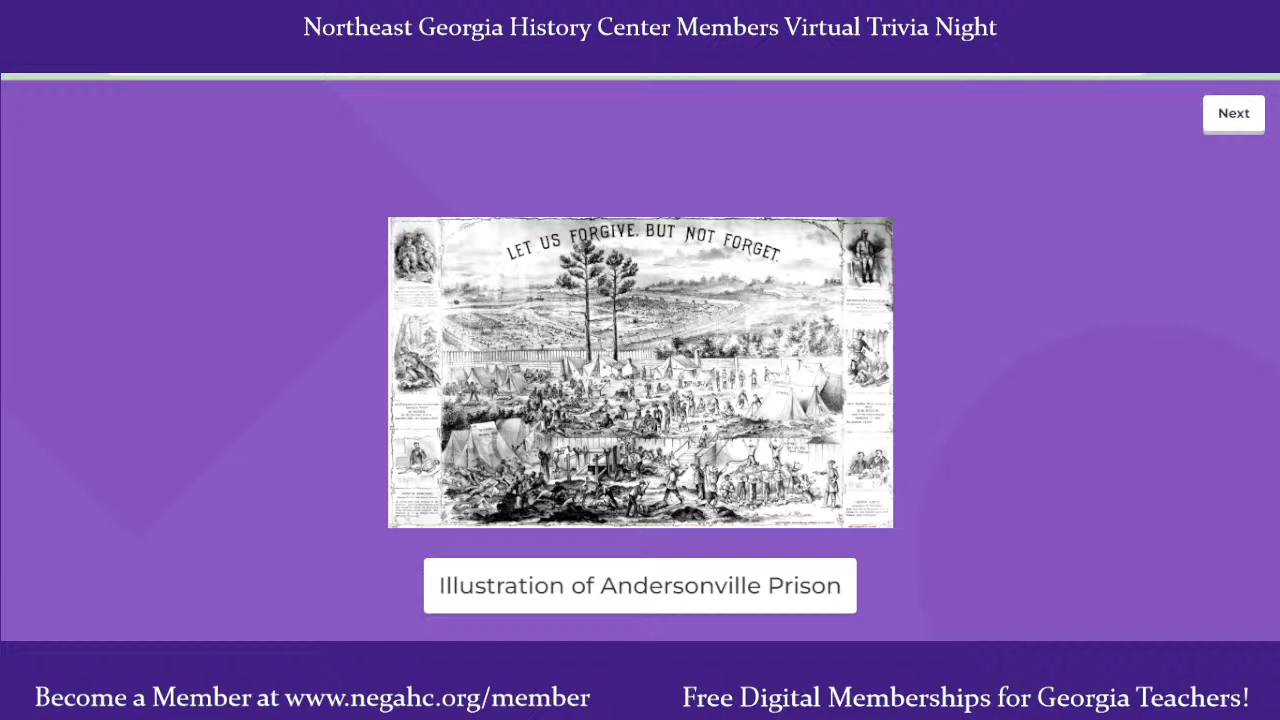 Northeast Georgia History Center Members Virtual Trivia Night
Next
LET US FORGIVE, BUT NOT FORGET.
Illustration of Andersonville Prison
Become a Member at www.negahc.org/member
Free Digital Memberships for Georgia Teachers!